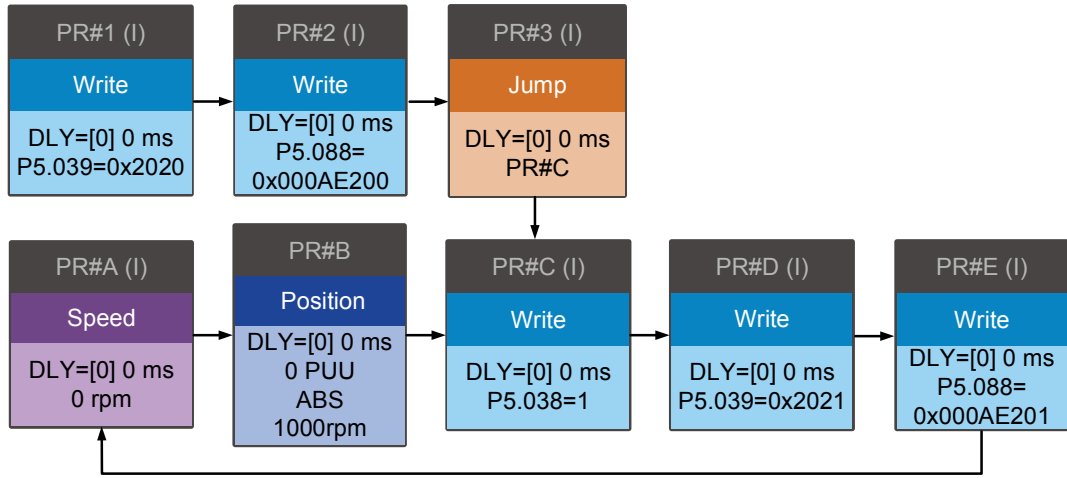 PR#1 (I)
Write
DLY=[0] 0 ms
P5.039=0x2020
PR#2 (I)
Write
DLY=[0] 0 ms
P5.088=
0x000AE200
PR#3 (I)
Jump
DLY=[0] 0 ms
PR#C
PR#A (I)
Speed
DLY=[0] 0 ms
0 rpm
PR#B
Position
DLY=[0] 0 ms
0 PUU
ABS
1000rpm
PR#C (I)
Write
DLY=[0] 0 ms
P5.038=1
PR#D (I)
Write
DLY=[0] 0 ms
P5.039=0x2021
PR#E (I)
Write
DLY=[0] 0 ms
P5.088=
0x000AE201